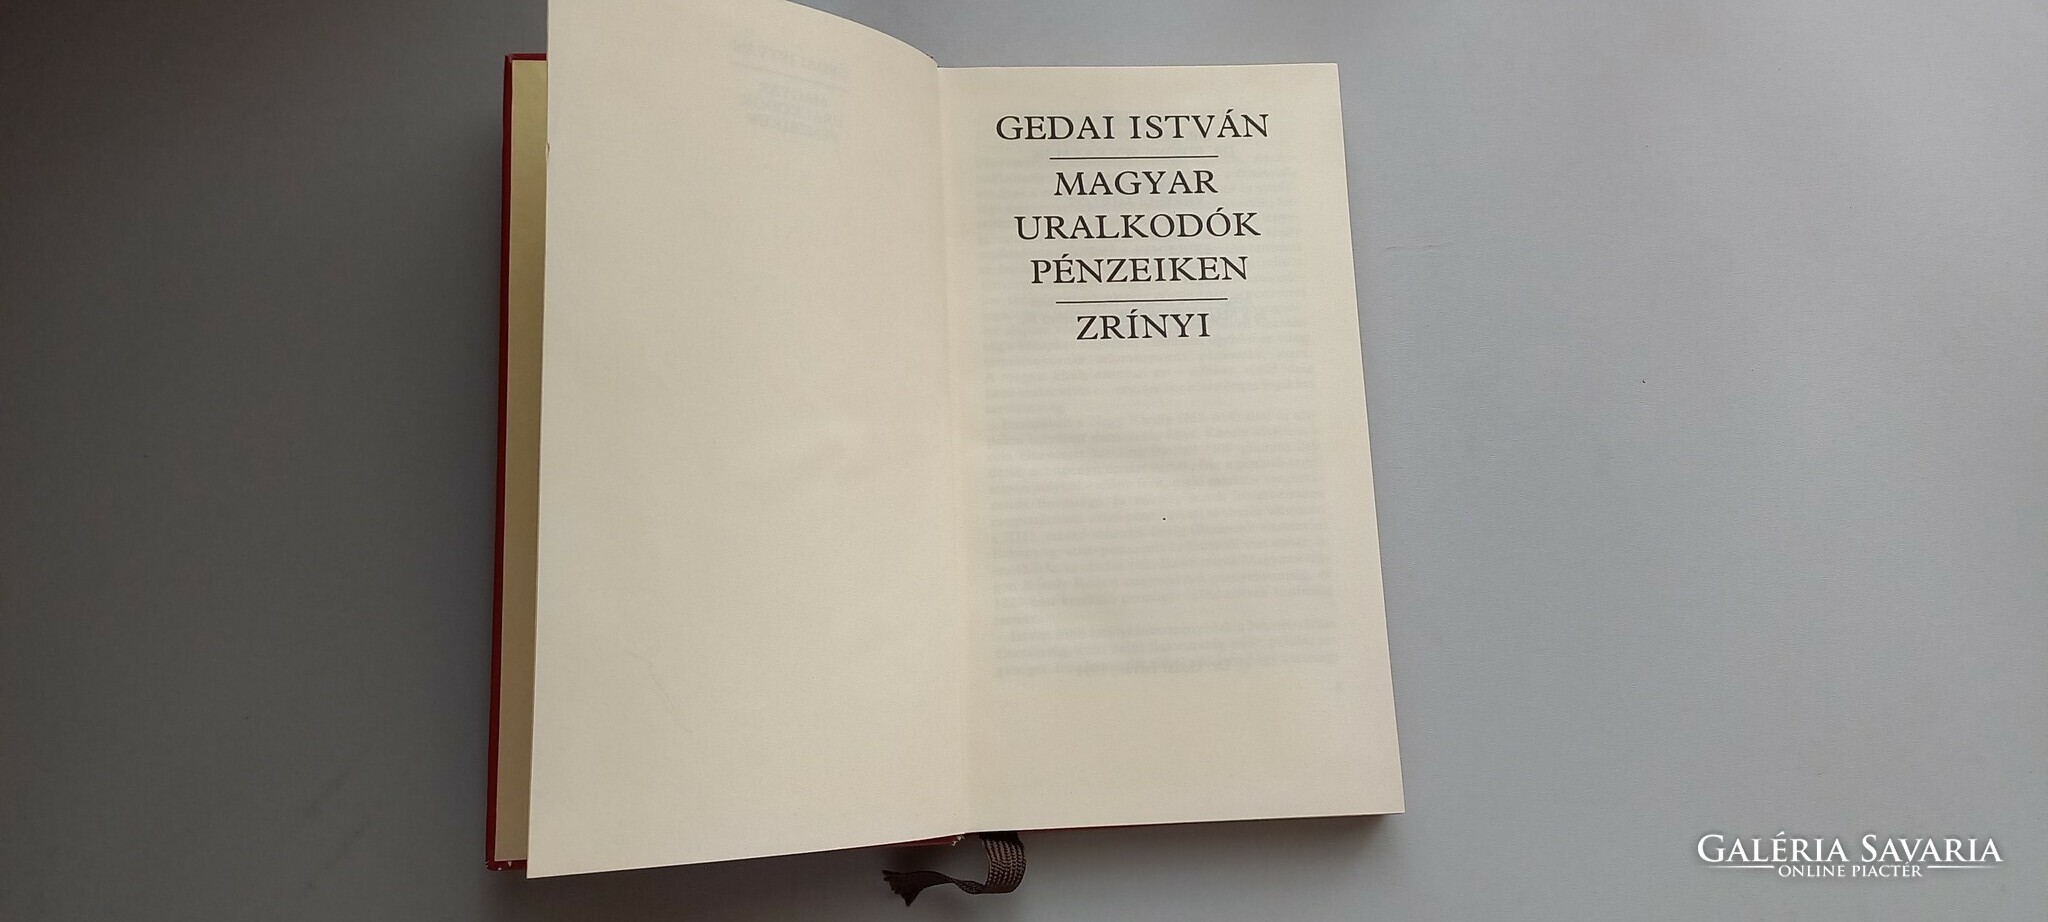 GEDAI ISTVÁN
MAGYAR
URALKODÓK
PÉNZEIKEN
ZRÍNYI
GALÉRIA SAVARIA
ONLINE PIACTÉR